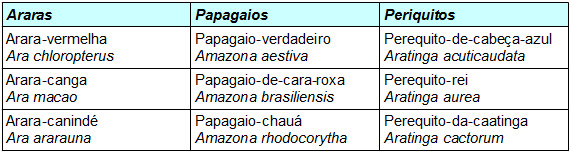 Araras Papagaios Periquitos
Arara-vermelha Papagaio-verdadeiro Perequito-de-cabeça-azul
Ara chloropterus Amazona aestiva Aratinga acuticaudata
Arara-canga Papagaio-de-cara-roxa Perequito-rei
Ara macao Amazona brasiliensis Aratinga aurea
Arara-canindé Papagaio-chauá Perequito-da-caatinga
Ara ararauna Amazona rhodocorytha Aratinga cactorum